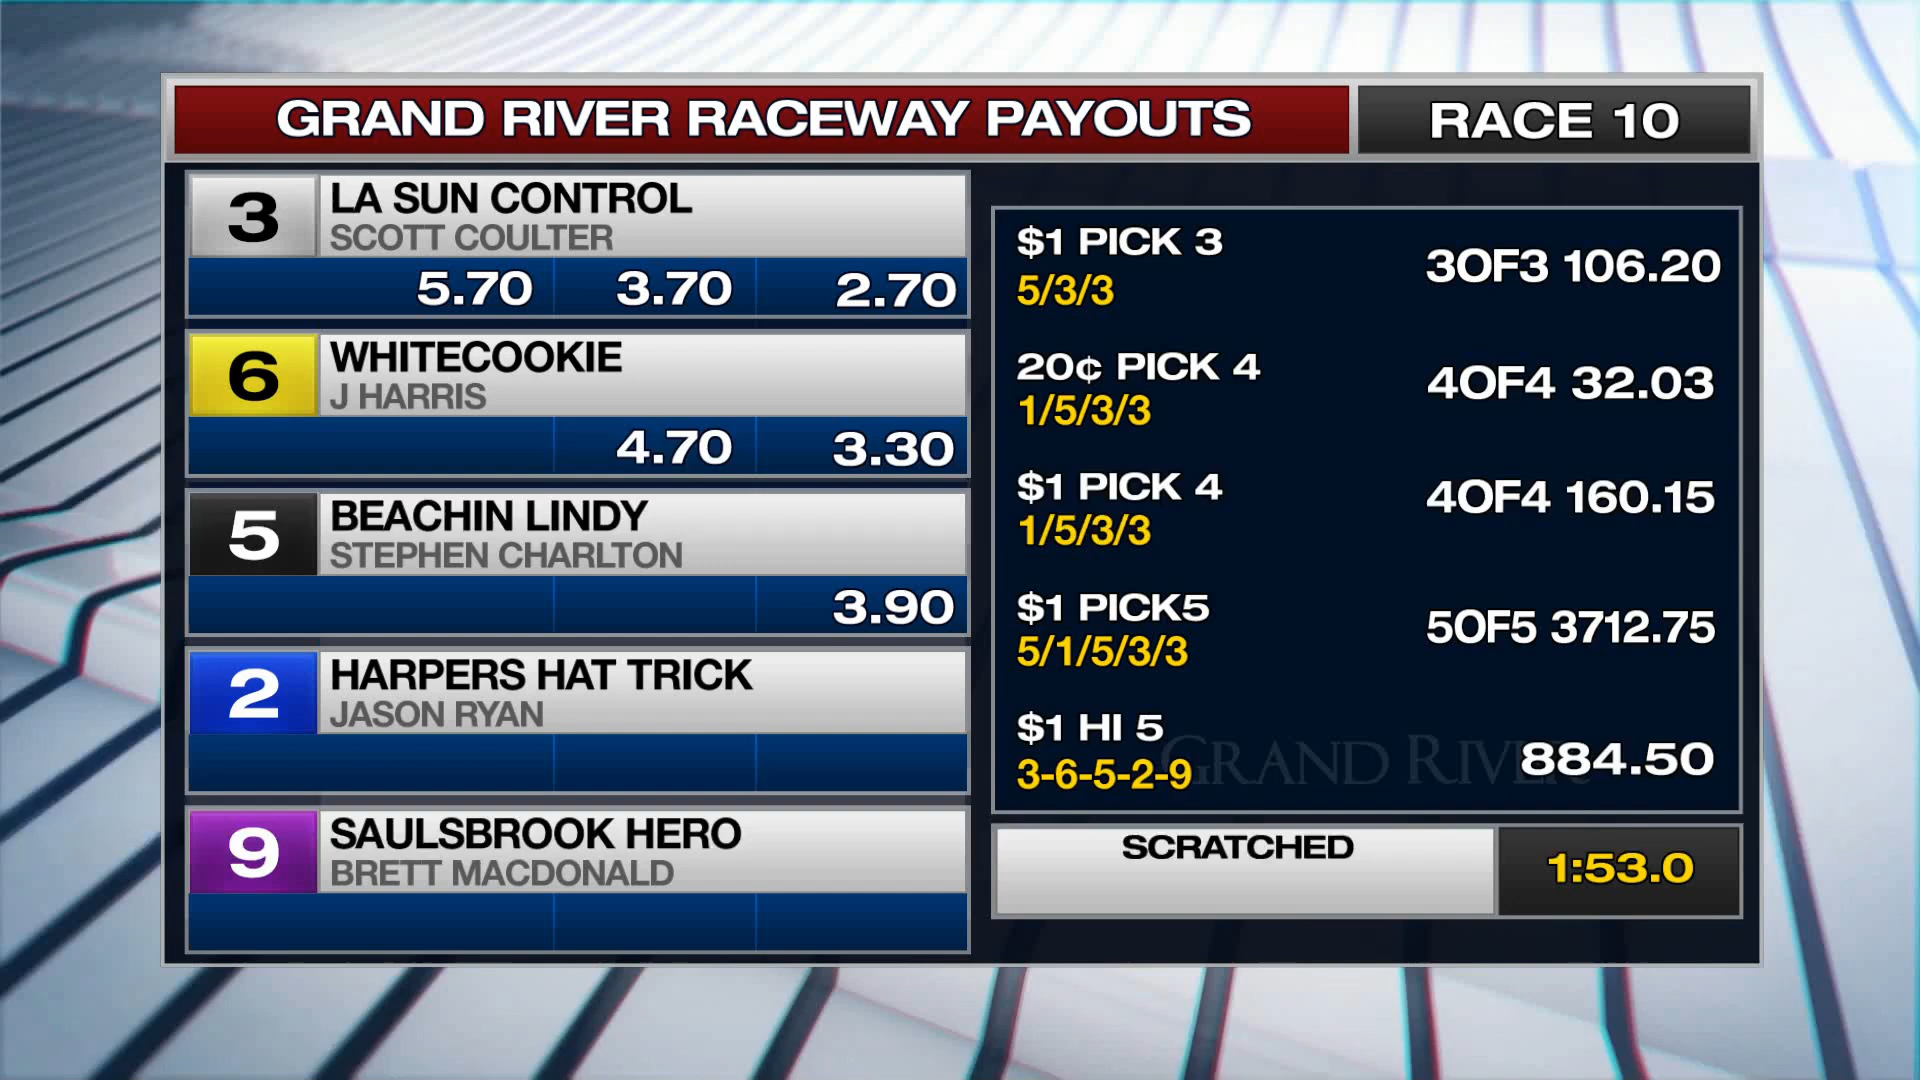 GRAND RIVER RACEWAY PAYOUTS
RACE 10
3
LA SUN CONTROL
SCOTT COULTER
5.70 3.70 2.70
6
WHITECOOKIE
J HARRIS
4.70 3.30
5
BEACHIN LINDY
STEPHEN CHARLTON
3.90
2
HARPERS HAT TRICK
JASON RYAN
9
SAULSBROOK HERO
BRETT MACDONALD
$1 PICK 3
5/3/3
3OF3 106.20
20¢ PICK 4
1/5/3/3
4OF4 32.03
$1 PICK 4
1/5/3/3
4OF4 160.15
$1 PICK5
5/1/5/3/3
5OF5 3712.75
$1 HI 5
3-6-5-2-9
884.50
GRAND RIVER
SCRATCHED
1:53.0